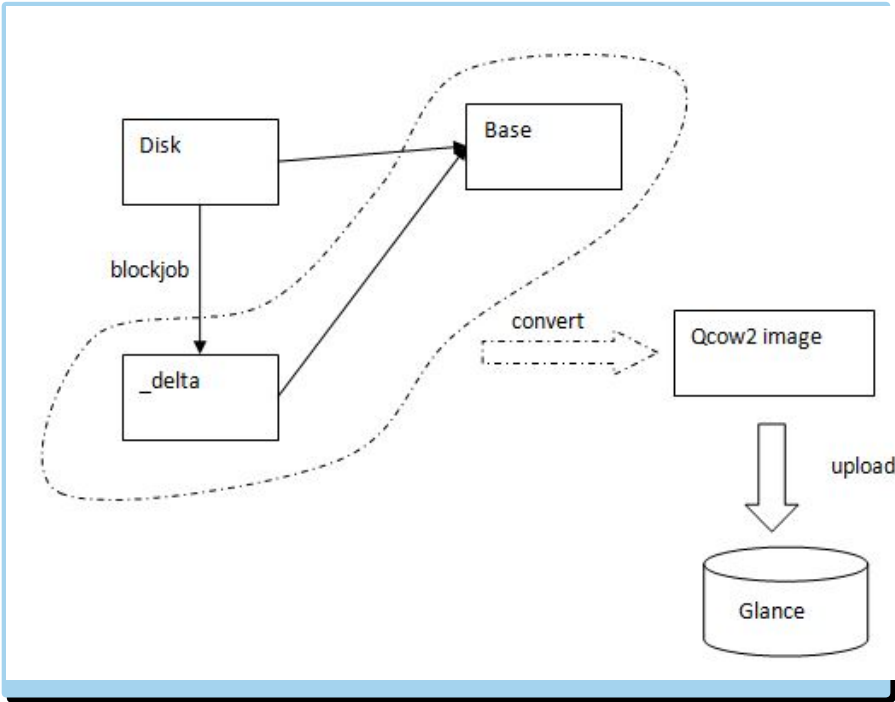 Disk
Base
blockjob
_delta
convert
Qcow2 image
upload
Glance